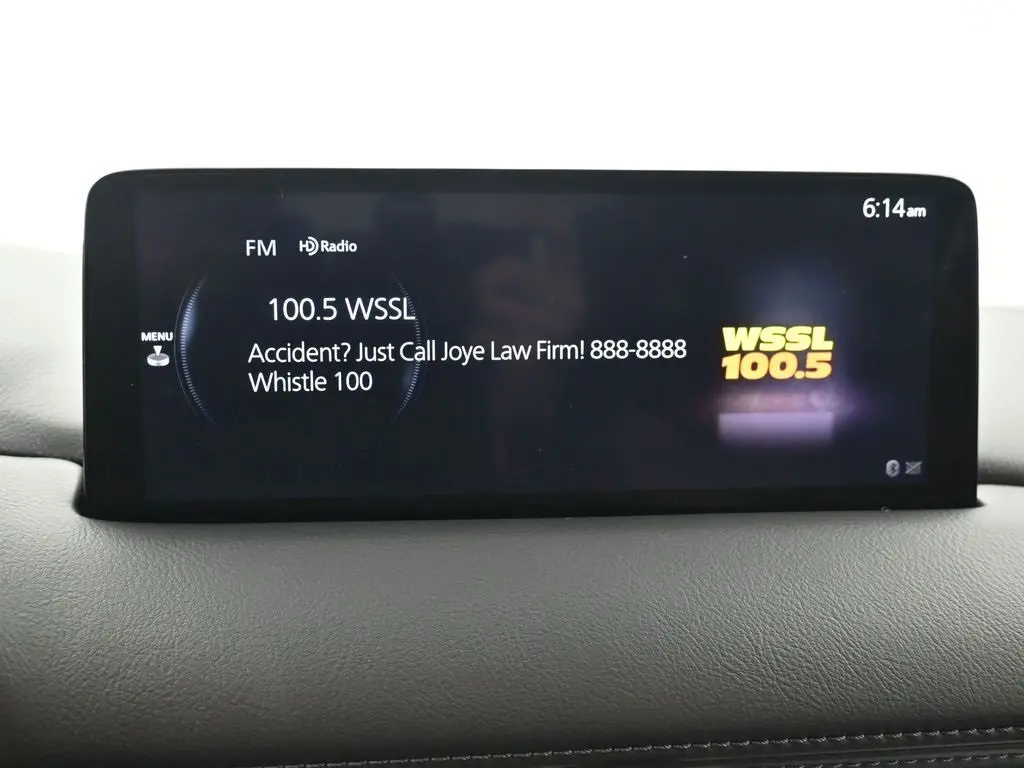 6:14am
FM HD Radio
100.5 WSSL
MENU
Accident? Just Call Joye Law Firm! 888-8888
Whistle 100
WSSL
100.5